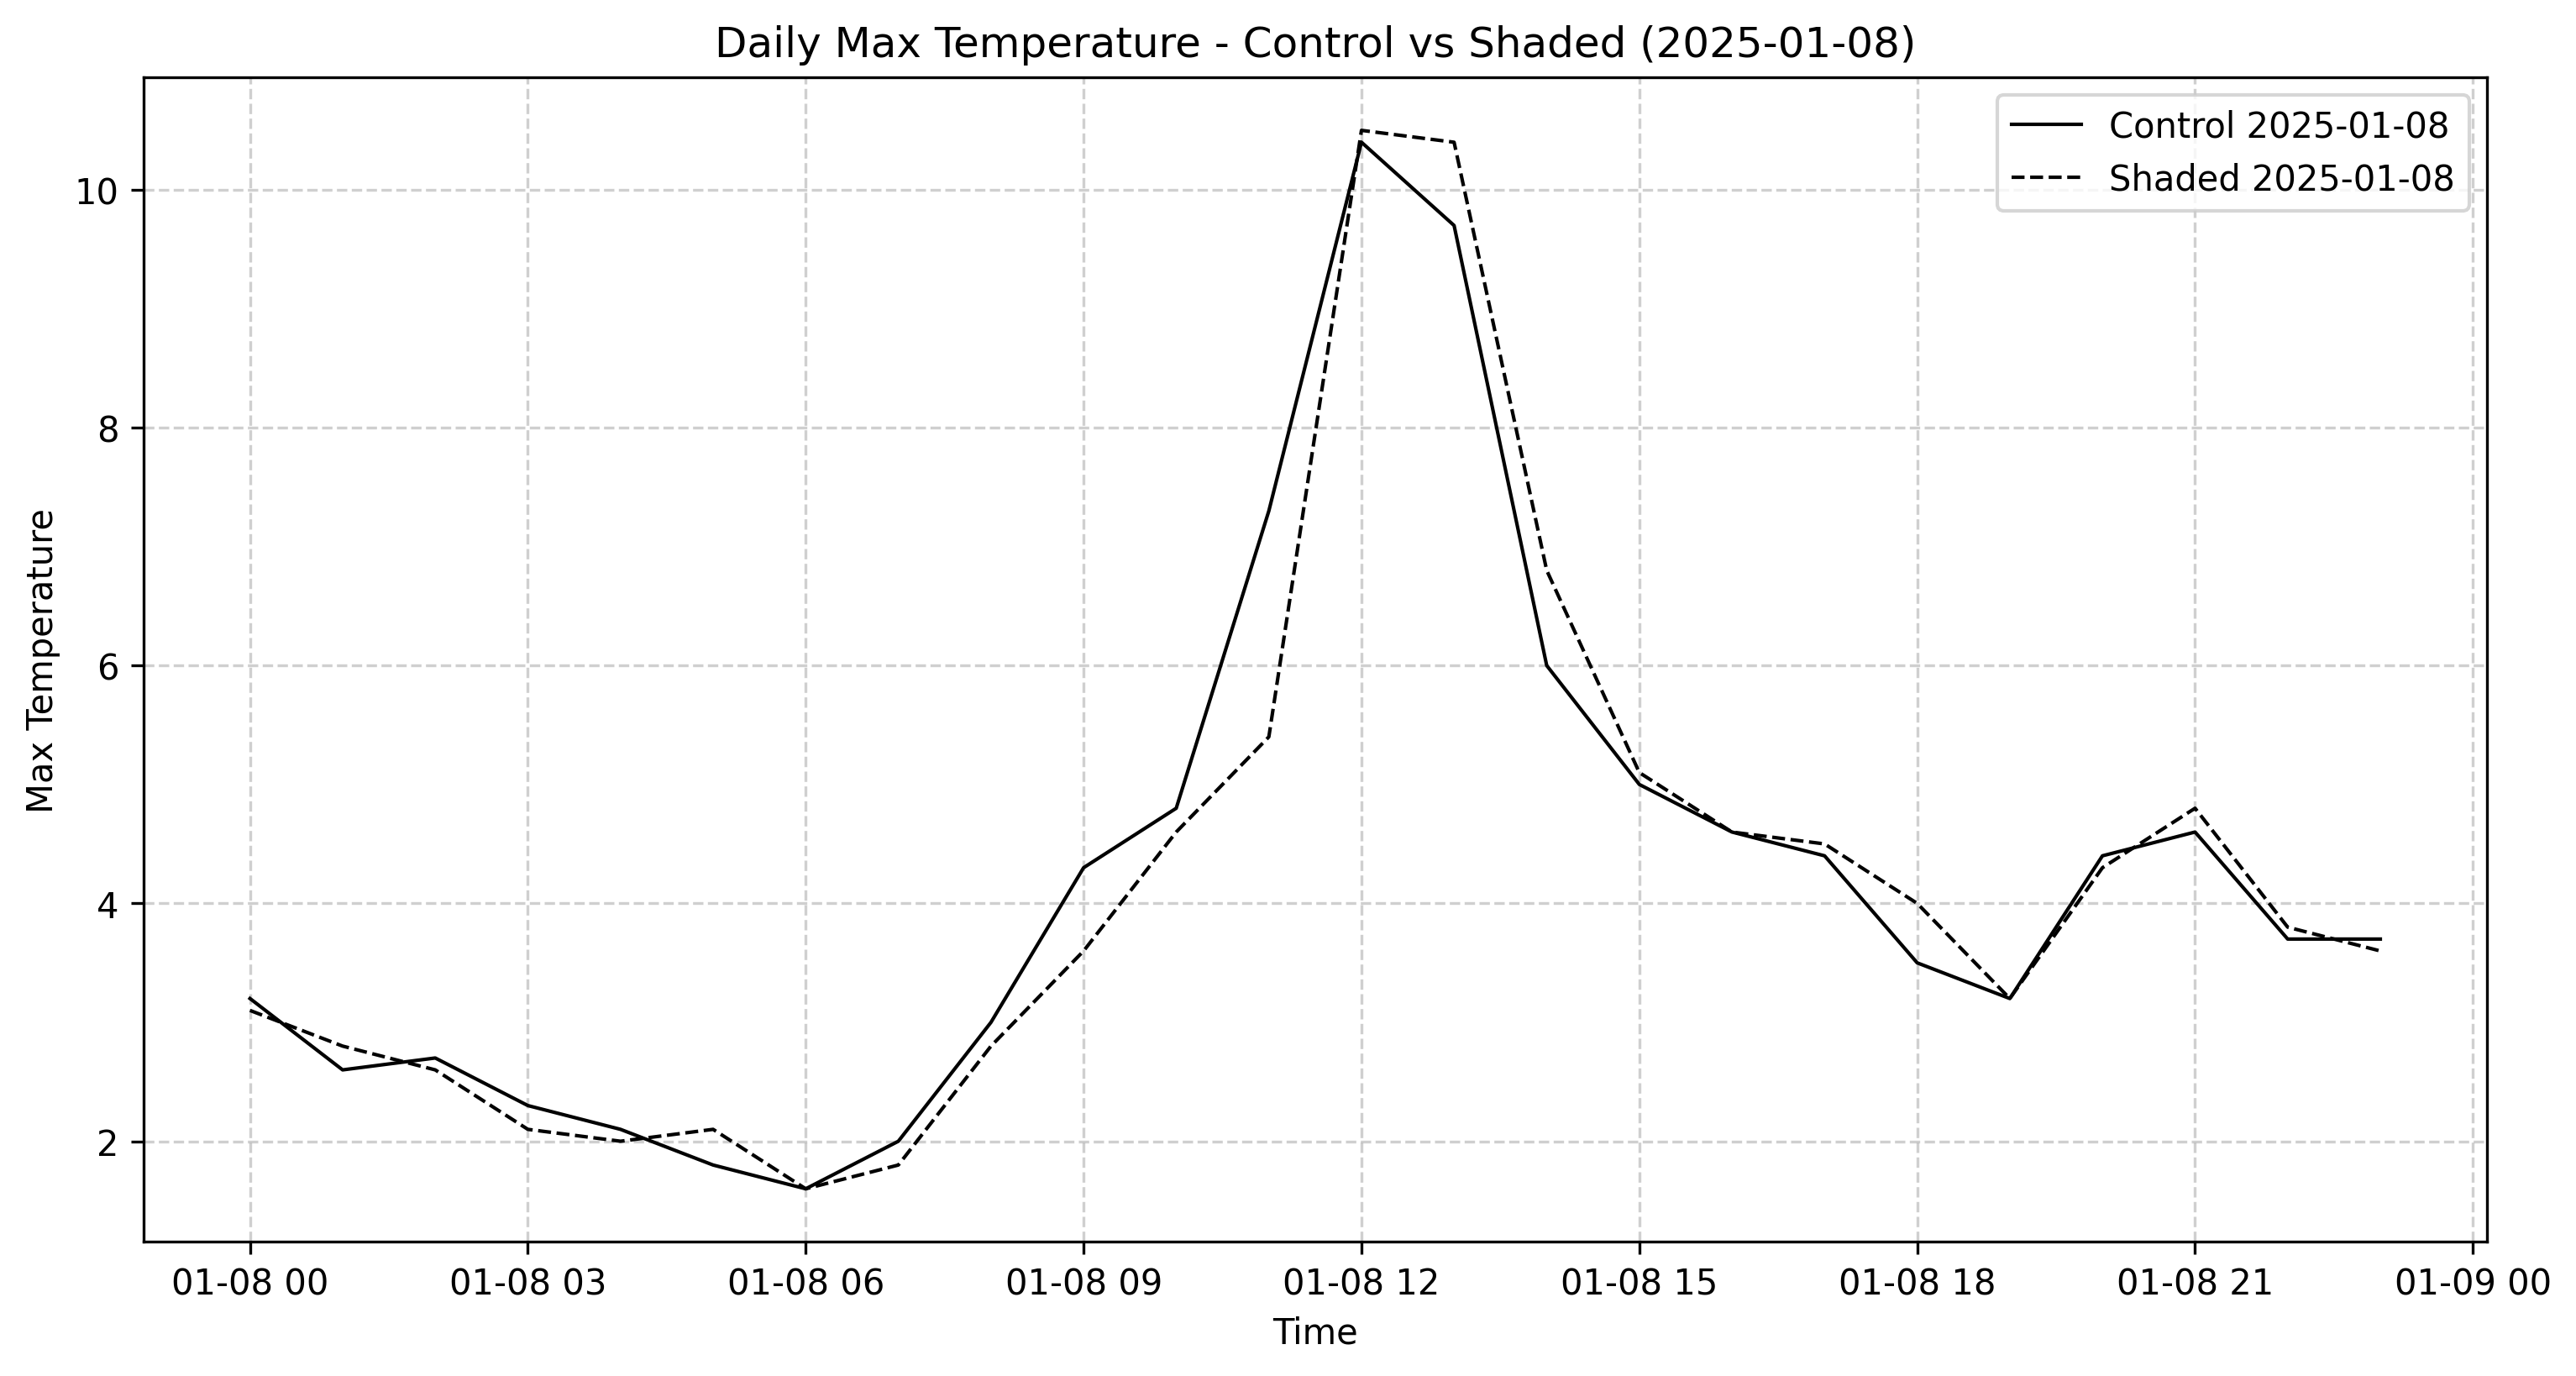 Daily Max Temperature - Control vs Shaded (2025-01-08)
Control 2025-01-08
Shaded 2025-01-08
Max Temperature
10
8
6
4
2
01-08 00 01-08 03 01-08 06 01-08 09 01-08 12 01-08 15 01-08 18 01-08 21 01-09 00
Time